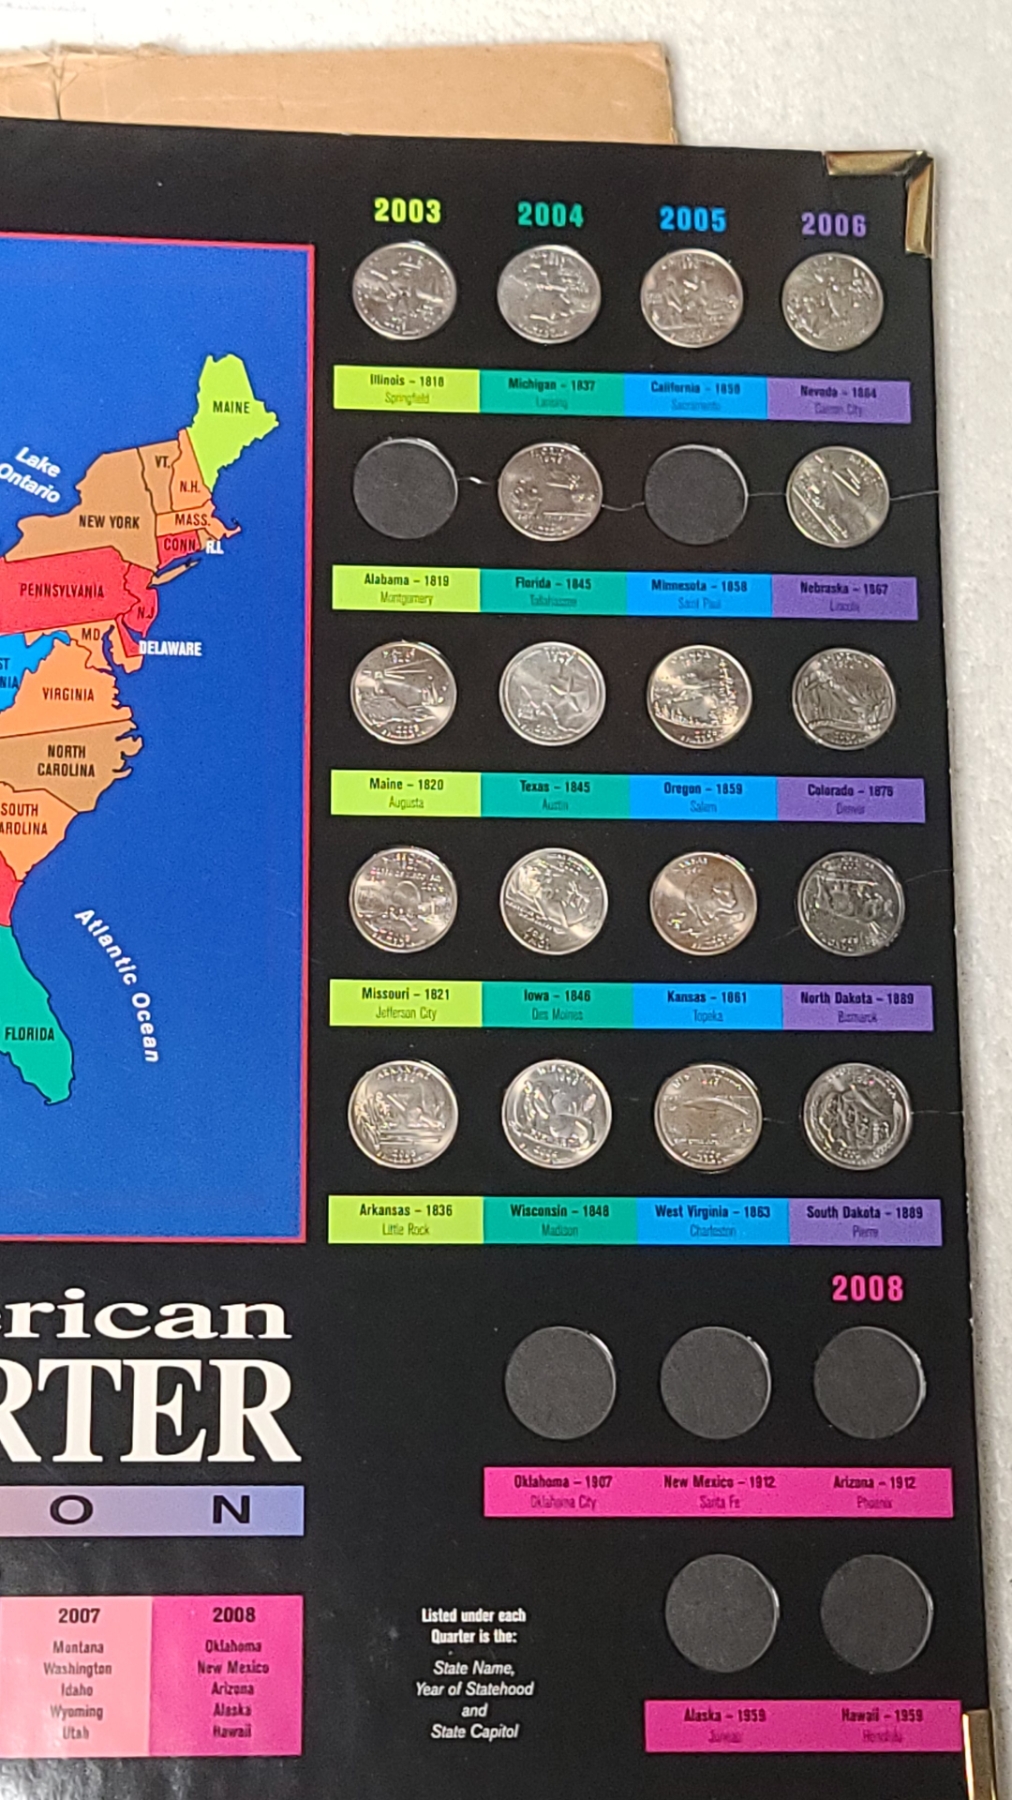 2003 2004 2005 2006
Illinois – 1818 Michigan – 1837 California – 1850 Nevada – 1864
Springfield Lansing Sacramento Carson City
Alabama – 1819 Florida – 1845 Minnesota – 1858 Nebraska – 1867
Montgomery Tallahassee Saint Paul Lincoln
Maine – 1820 Texas – 1845 Oregon – 1859 Colorado – 1876
Augusta Austin Salem Denver
Missouri – 1821 Iowa – 1846 Kansas – 1861 North Dakota – 1889
Jefferson City Des Moines Topeka Bismarck
Arkansas – 1836 Wisconsin – 1848 West Virginia – 1863 South Dakota – 1889
Little Rock Madison Charleston Pierre
2008
Oklahoma – 1907 New Mexico – 1912 Arizona – 1912
Oklahoma City Santa Fe Phoenix
Alaska – 1959 Hawaii – 1959
Juneau Honolulu
MAINE
Lake
Ontario
VT.
N.H.
NEW YORK
MASS.
CONN.
R.I.
PENNSYLVANIA
N.J.
MD.
DELAWARE
VIRGINIA
NORTH
CAROLINA
SOUTH
AROLINA
Atlantic Ocean
FLORIDA
erican
RTER
O N
2007 2008
Montana Oklahoma
Washington New Mexico
Idaho Arizona
Wyoming Alaska
Utah Hawaii
Listed under each
Quarter is the:
State Name,
Year of Statehood
and
State Capitol